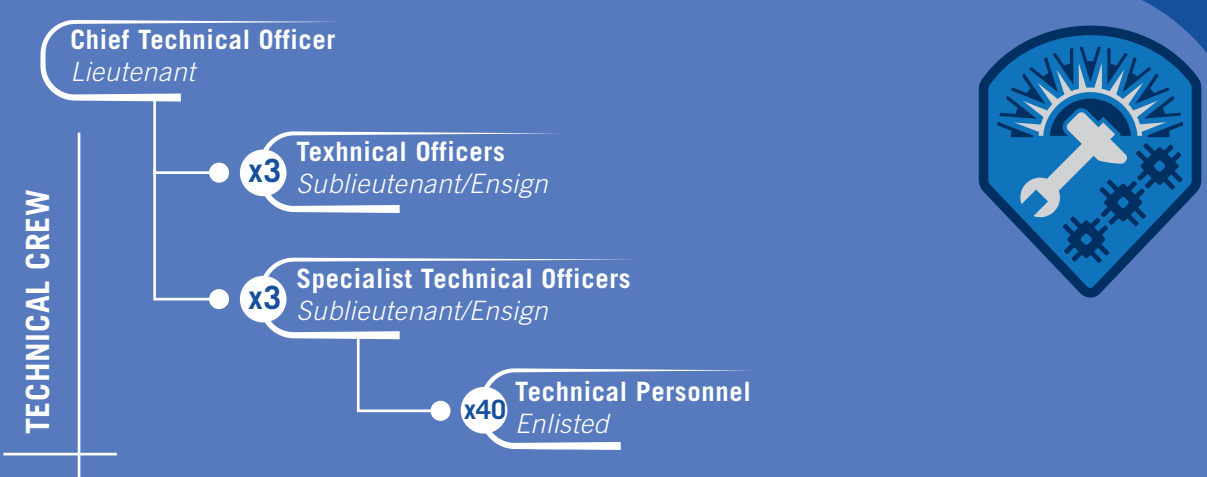 Chief Technical Officer
Lieutenant
x3
Texhnical Officers
Sublieutenant/Ensign
x3
Specialist Technical Officers
Sublieutenant/Ensign
x40
Technical Personnel
Enlisted
TECHNICAL CREW